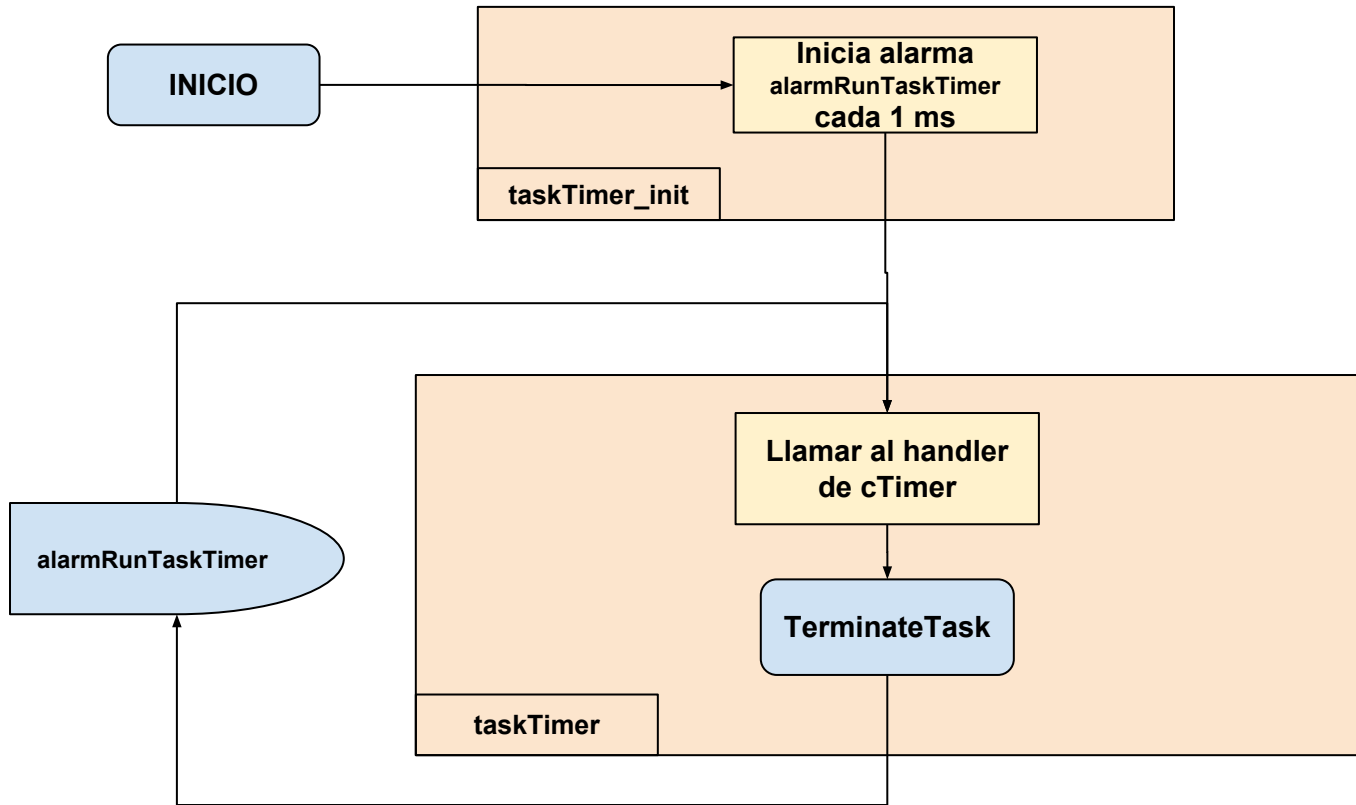 INICIO
Inicia alarma
alarmRunTaskTimer
cada 1 ms
taskTimer_init
Llamar al handler
de cTimer
alarmRunTaskTimer
TerminateTask
taskTimer